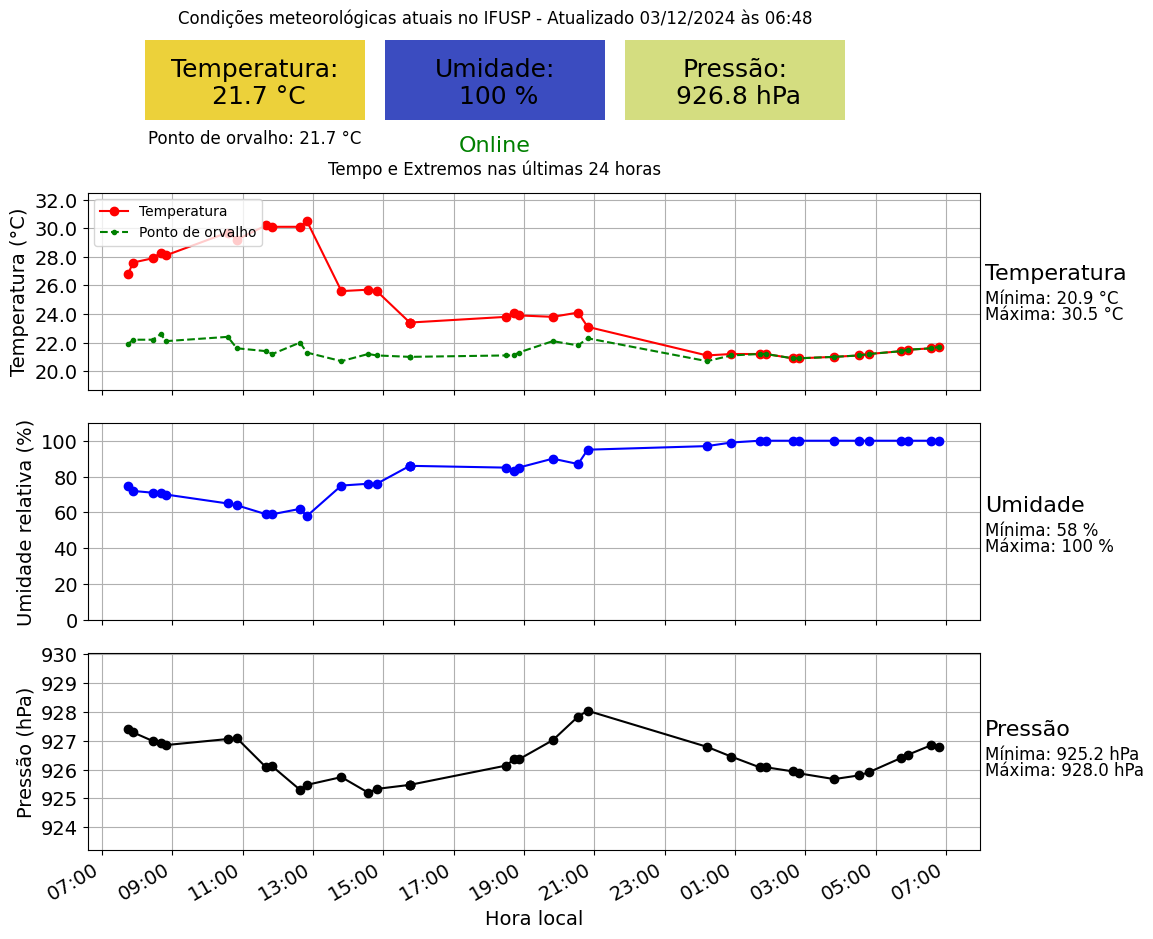 Condições meteorológicas atuais no IFUSP - Atualizado 03/12/2024 às 06:48
Temperatura:
21.7 °C
Umidade:
100 %
Pressão:
926.8 hPa
Ponto de orvalho: 21.7 °C
Online
Tempo e Extremos nas últimas 24 horas
Temperatura (°C)
32.0
30.0
28.0
26.0
24.0
22.0
20.0
Temperatura
Ponto de orvalho
Temperatura
Mínima: 20.9 °C
Máxima: 30.5 °C
Umidade relativa (%)
100
80
60
40
20
0
Umidade
Mínima: 58 %
Máxima: 100 %
Pressão (hPa)
930
929
928
927
926
925
924
Pressão
Mínima: 925.2 hPa
Máxima: 928.0 hPa
07:00 09:00 11:00 13:00 15:00 17:00 19:00 21:00 23:00 01:00 03:00 05:00 07:00
Hora local